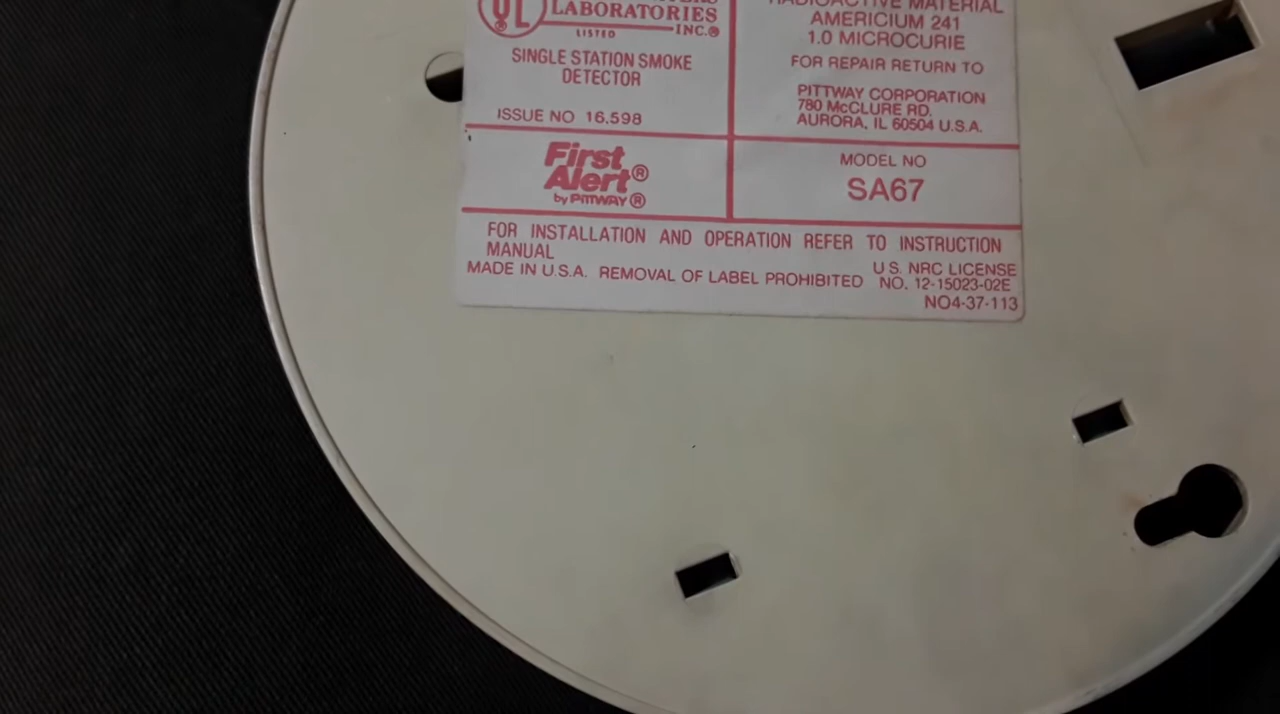 UL
LABORATORIES
INC.®
LISTED
SINGLE STATION SMOKE
DETECTOR
ISSUE NO 16,598
RADIOACTIVE MATERIAL
AMERICIUM 241
1.0 MICROCURIE
FOR REPAIR RETURN TO
PITTWAY CORPORATION
780 McCLURE RD.
AURORA, IL 60504 U.S.A.
First
Alert®
by PITTWAY®
MODEL NO
SA67
FOR INSTALLATION AND OPERATION REFER TO INSTRUCTION
MANUAL
MADE IN U.S.A. REMOVAL OF LABEL PROHIBITED
U.S. NRC LICENSE
NO. 12-15023-02E
NO4-37-113